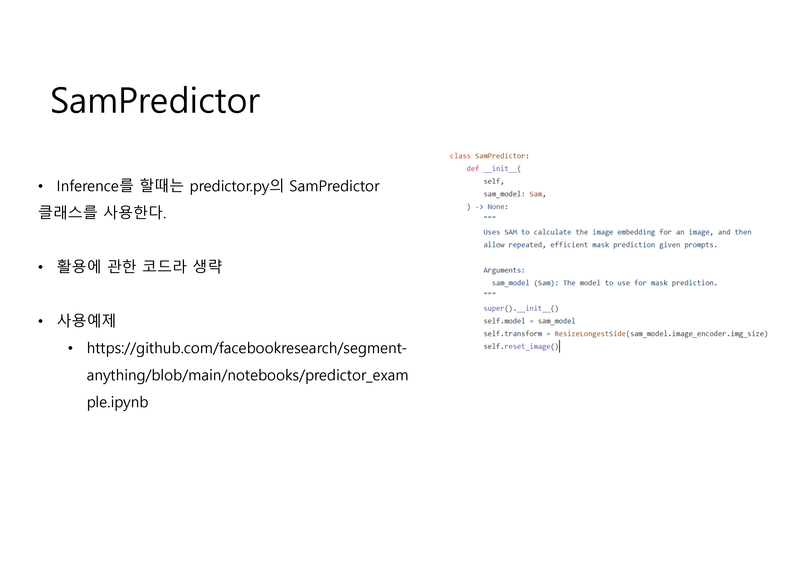 SamPredictor
• Inference를 할때는 predictor.py의 SamPredictor
클래스를 사용한다.
• 활용에 관한 코드라 생략
• 사용예제
• https://github.com/facebookresearch/segment-
anything/blob/main/notebooks/predictor_exam
ple.ipynb
class SamPredictor:
    def __init__(
        self,
        sam_model: Sam,
    ) -> None:
        """
        Uses SAM to calculate the image embedding for an image, and then
        allow repeated, efficient mask prediction given prompts.

        Arguments:
          sam_model (Sam): The model to use for mask prediction.
        """
        super().__init__()
        self.model = sam_model
        self.transform = ResizeLongestSide(sam_model.image_encoder.img_size)
        self.reset_image()